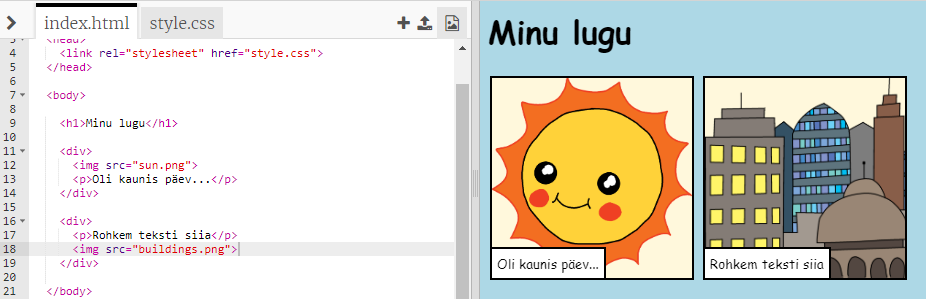 index.html
style.css
3 <head>
4 <link rel="stylesheet" href="style.css">
5 </head>
6
7 <body>
8
9 <h1>Minu lugu</h1>
10
11 <div>
12 <img src="sun.png">
13 <p>Oli kaunis päev...</p>
14 </div>
15
16 <div>
17 <p>Rohkem teksti siia</p>
18 <img src="buildings.png">
19 </div>
20
21 </body>
Minu lugu
Oli kaunis päev...
Rohkem teksti siia